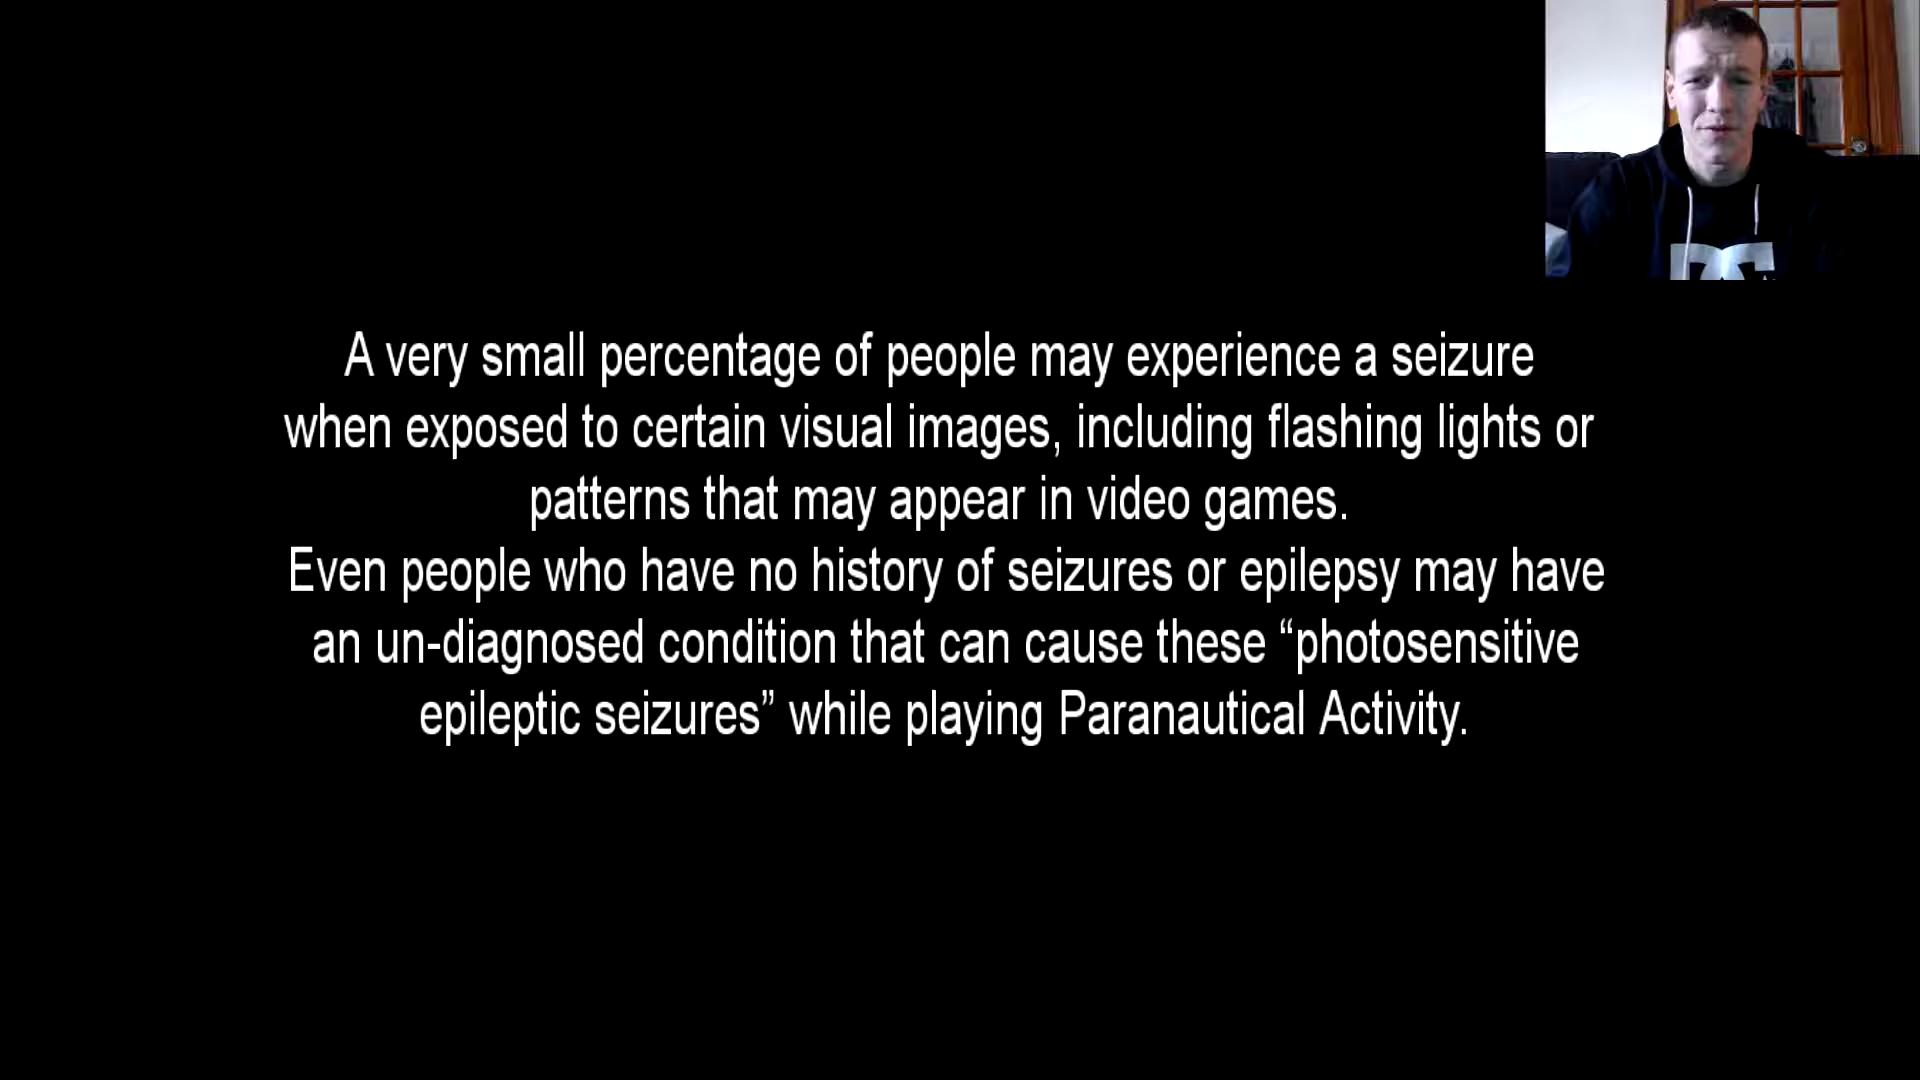 A very small percentage of people may experience a seizure
when exposed to certain visual images, including flashing lights or
patterns that may appear in video games.
Even people who have no history of seizures or epilepsy may have
an un-diagnosed condition that can cause these “photosensitive
epileptic seizures” while playing Paranautical Activity.
DC